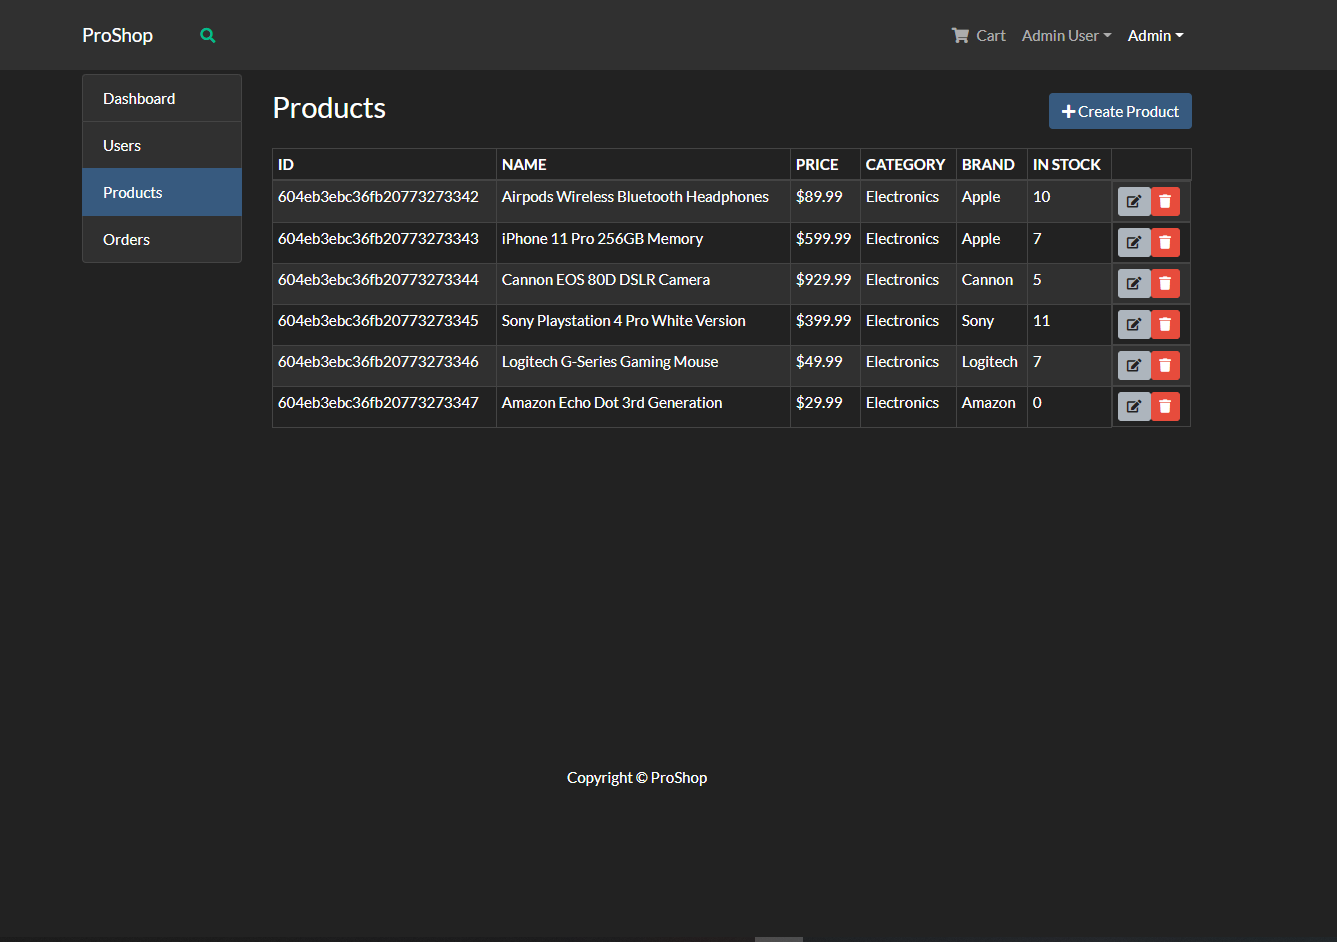 ProShop Cart Admin User Admin
Dashboard
Users
Products
Orders
Products
Create Product
ID NAME PRICE CATEGORY BRAND IN STOCK
604eb3ebc36fb20773273342 Airpods Wireless Bluetooth Headphones $89.99 Electronics Apple 10
604eb3ebc36fb20773273343 iPhone 11 Pro 256GB Memory $599.99 Electronics Apple 7
604eb3ebc36fb20773273344 Cannon EOS 80D DSLR Camera $929.99 Electronics Cannon 5
604eb3ebc36fb20773273345 Sony Playstation 4 Pro White Version $399.99 Electronics Sony 11
604eb3ebc36fb20773273346 Logitech G-Series Gaming Mouse $49.99 Electronics Logitech 7
604eb3ebc36fb20773273347 Amazon Echo Dot 3rd Generation $29.99 Electronics Amazon 0
Copyright © ProShop